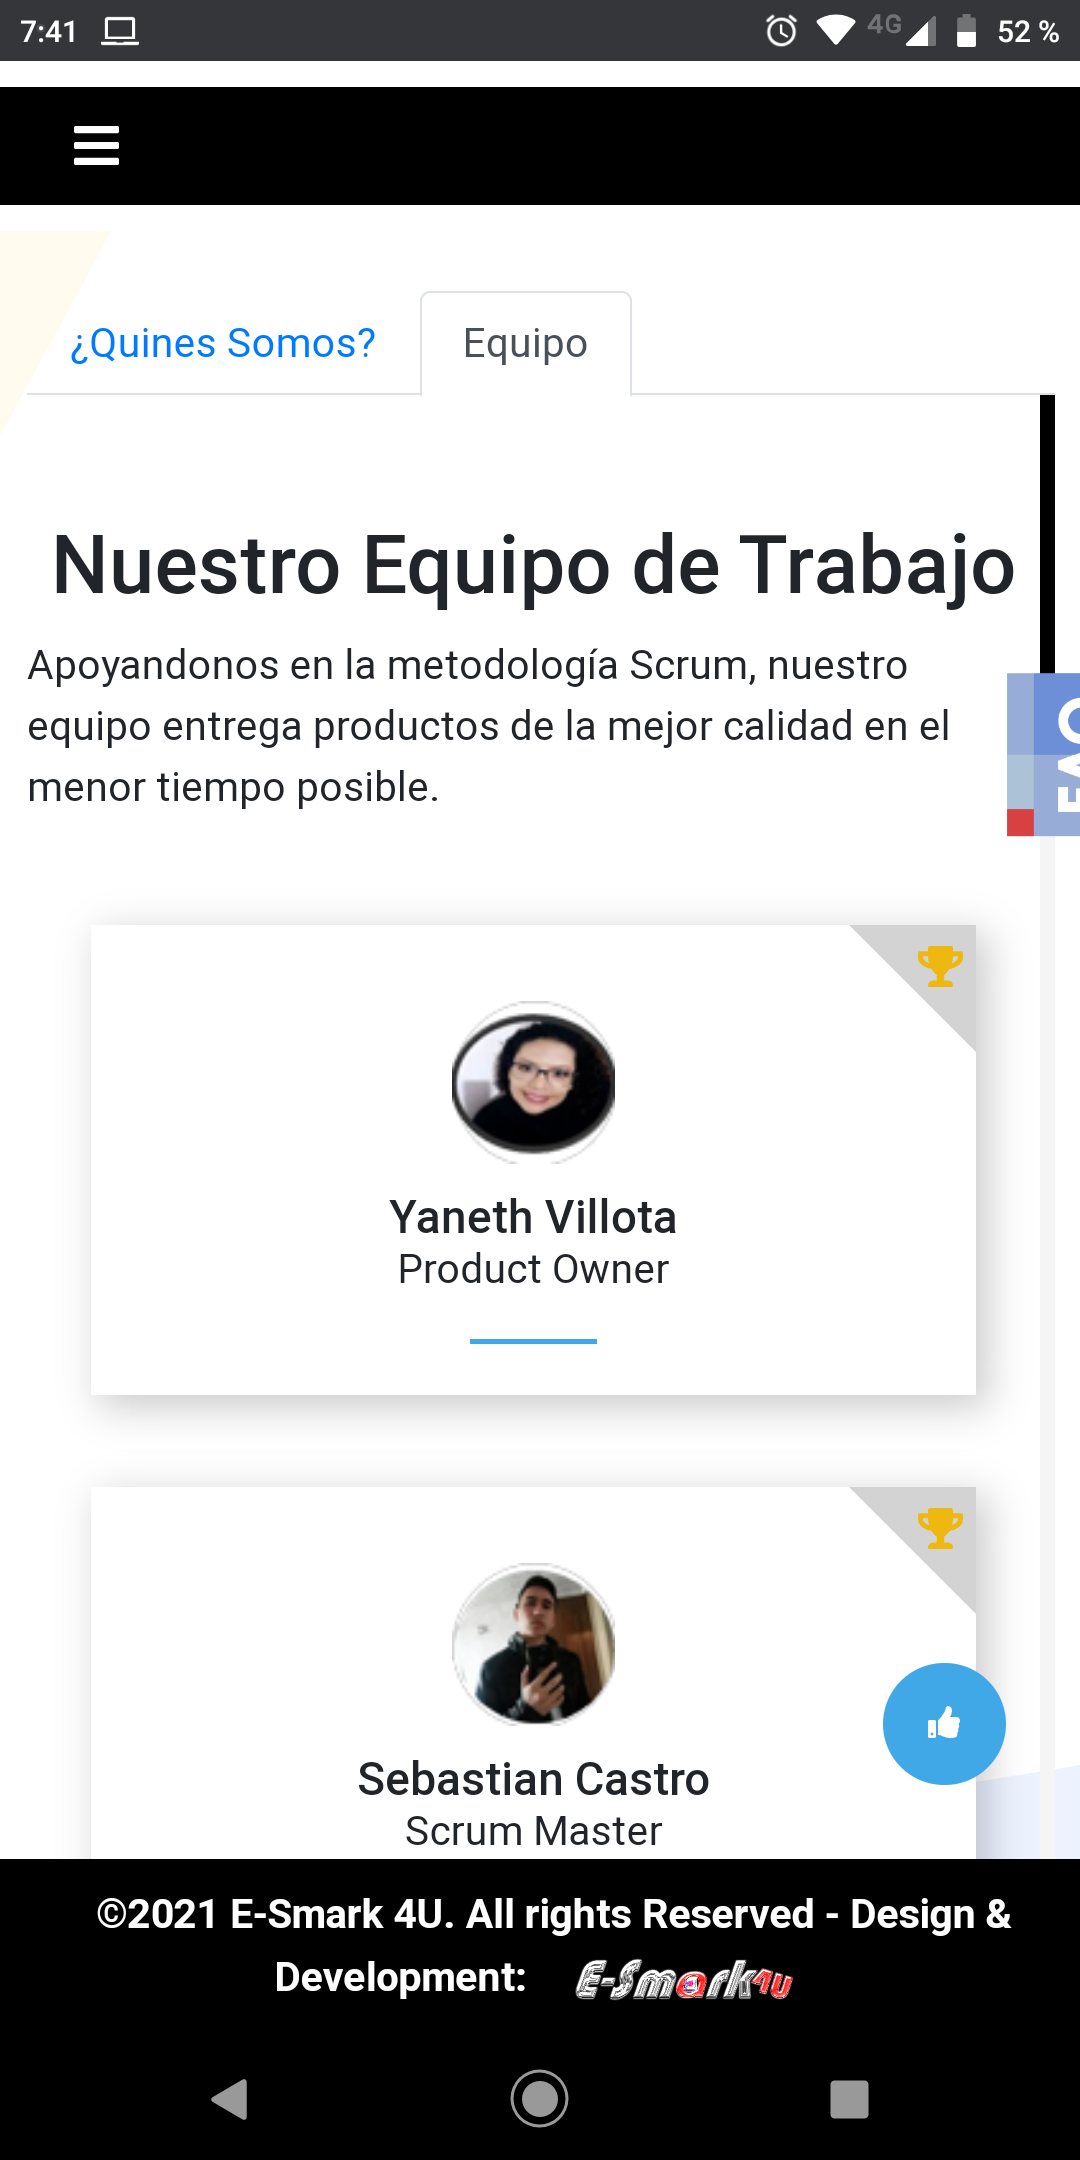 7:41
4G
52 %
¿Quines Somos?
Equipo
Nuestro Equipo de Trabajo
Apoyandonos en la metodología Scrum, nuestro
equipo entrega productos de la mejor calidad en el
menor tiempo posible.
FAQ
Yaneth Villota
Product Owner
Sebastian Castro
Scrum Master
©2021 E-Smark 4U. All rights Reserved - Design &
Development: E-Smark4U